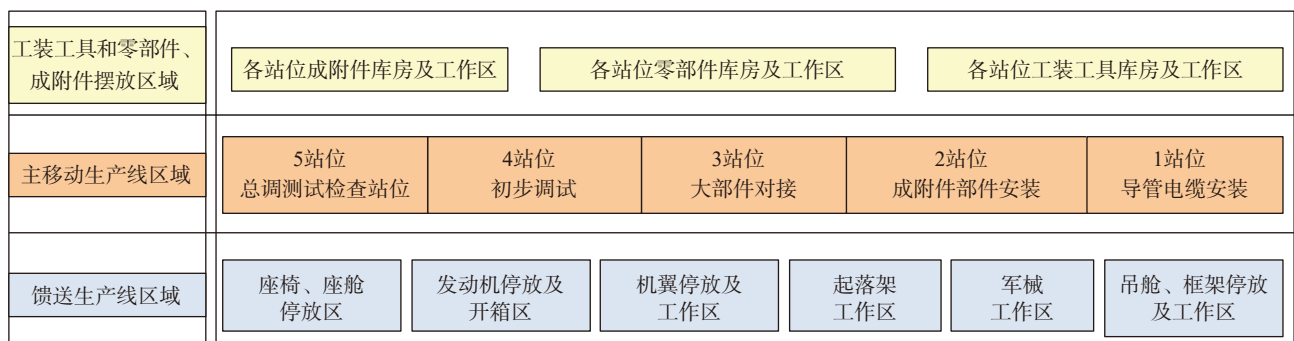 工装工具和零部件、
成附件摆放区域
各站位成附件库房及工作区
各站位零部件库房及工作区
各站位工装工具库房及工作区
主移动生产线区域
5站位
总调测试检查站位
4站位
初步调试
3站位
大部件对接
2站位
成附件部件安装
1站位
导管电缆安装
馈送生产线区域
座椅、座舱
停放区
发动机停放及
开箱区
机翼停放及
工作区
起落架
工作区
军械
工作区
吊舱、框架停放
及工作区